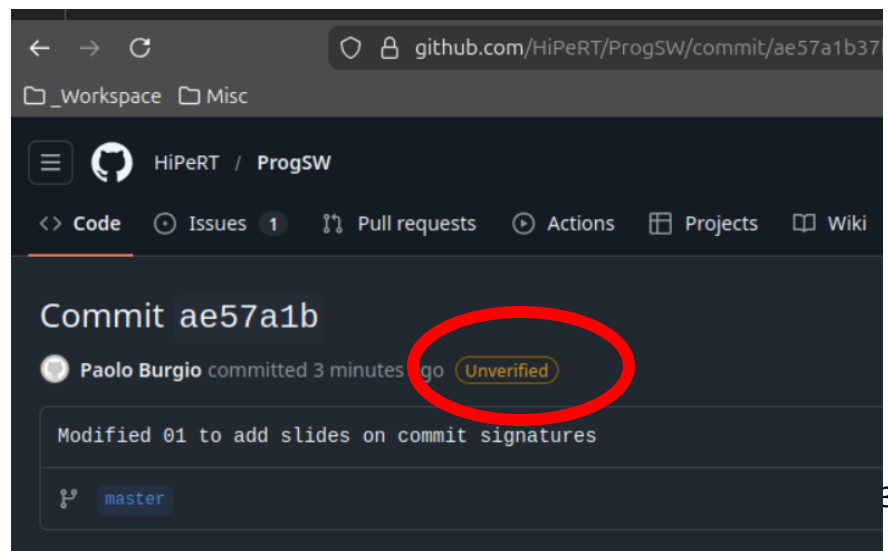 github.com/HiPeRT/ProgSW/commit/ae57a1b37
_Workspace Misc
HiPeRT / ProgSW
Code Issues 1 Pull requests Actions Projects Wiki
Commit ae57a1b
Paolo Burgio committed 3 minutes ago Unverified
Modified 01 to add slides on commit signatures
master